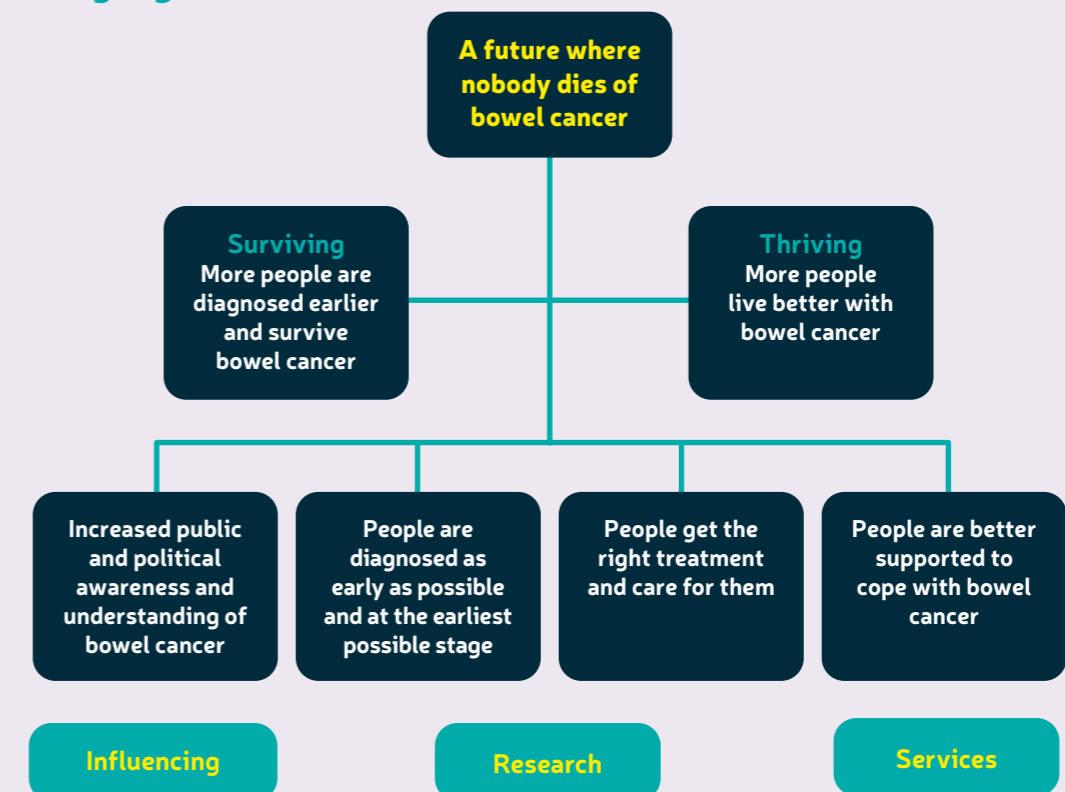 A future where
nobody dies of
bowel cancer
Surviving
More people are
diagnosed earlier
and survive
bowel cancer
Thriving
More people
live better with
bowel cancer
Increased public
and political
awareness and
understanding of
bowel cancer
People are
diagnosed as
early as possible
and at the earliest
possible stage
People get the
right treatment
and care for them
People are better
supported to
cope with bowel
cancer
Influencing
Research
Services